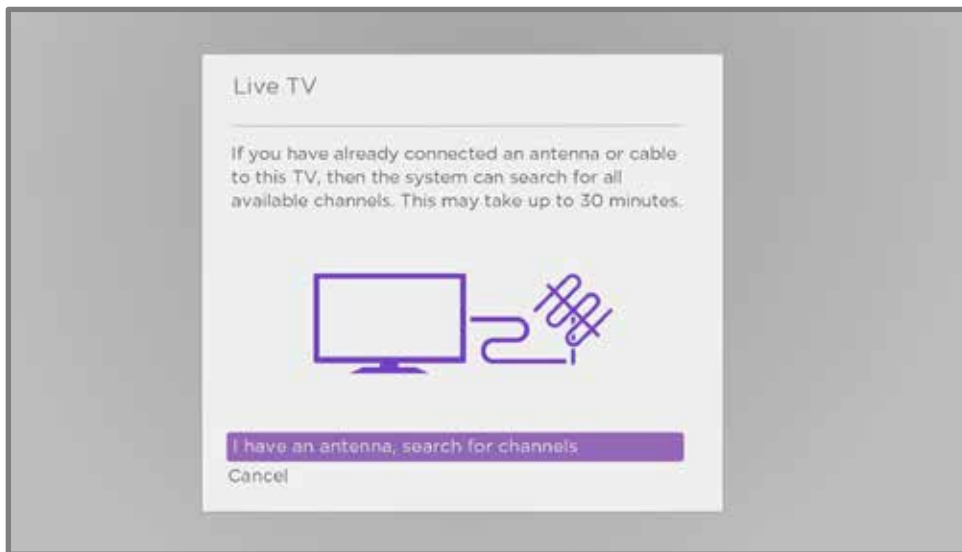 Live TV
If you have already connected an antenna or cable
to this TV, then the system can search for all
available channels. This may take up to 30 minutes.
I have an antenna, search for channels
Cancel